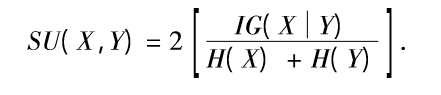 SU( X , Y) = 2 [ IG( X | Y) / H( X) + H( Y) ] .